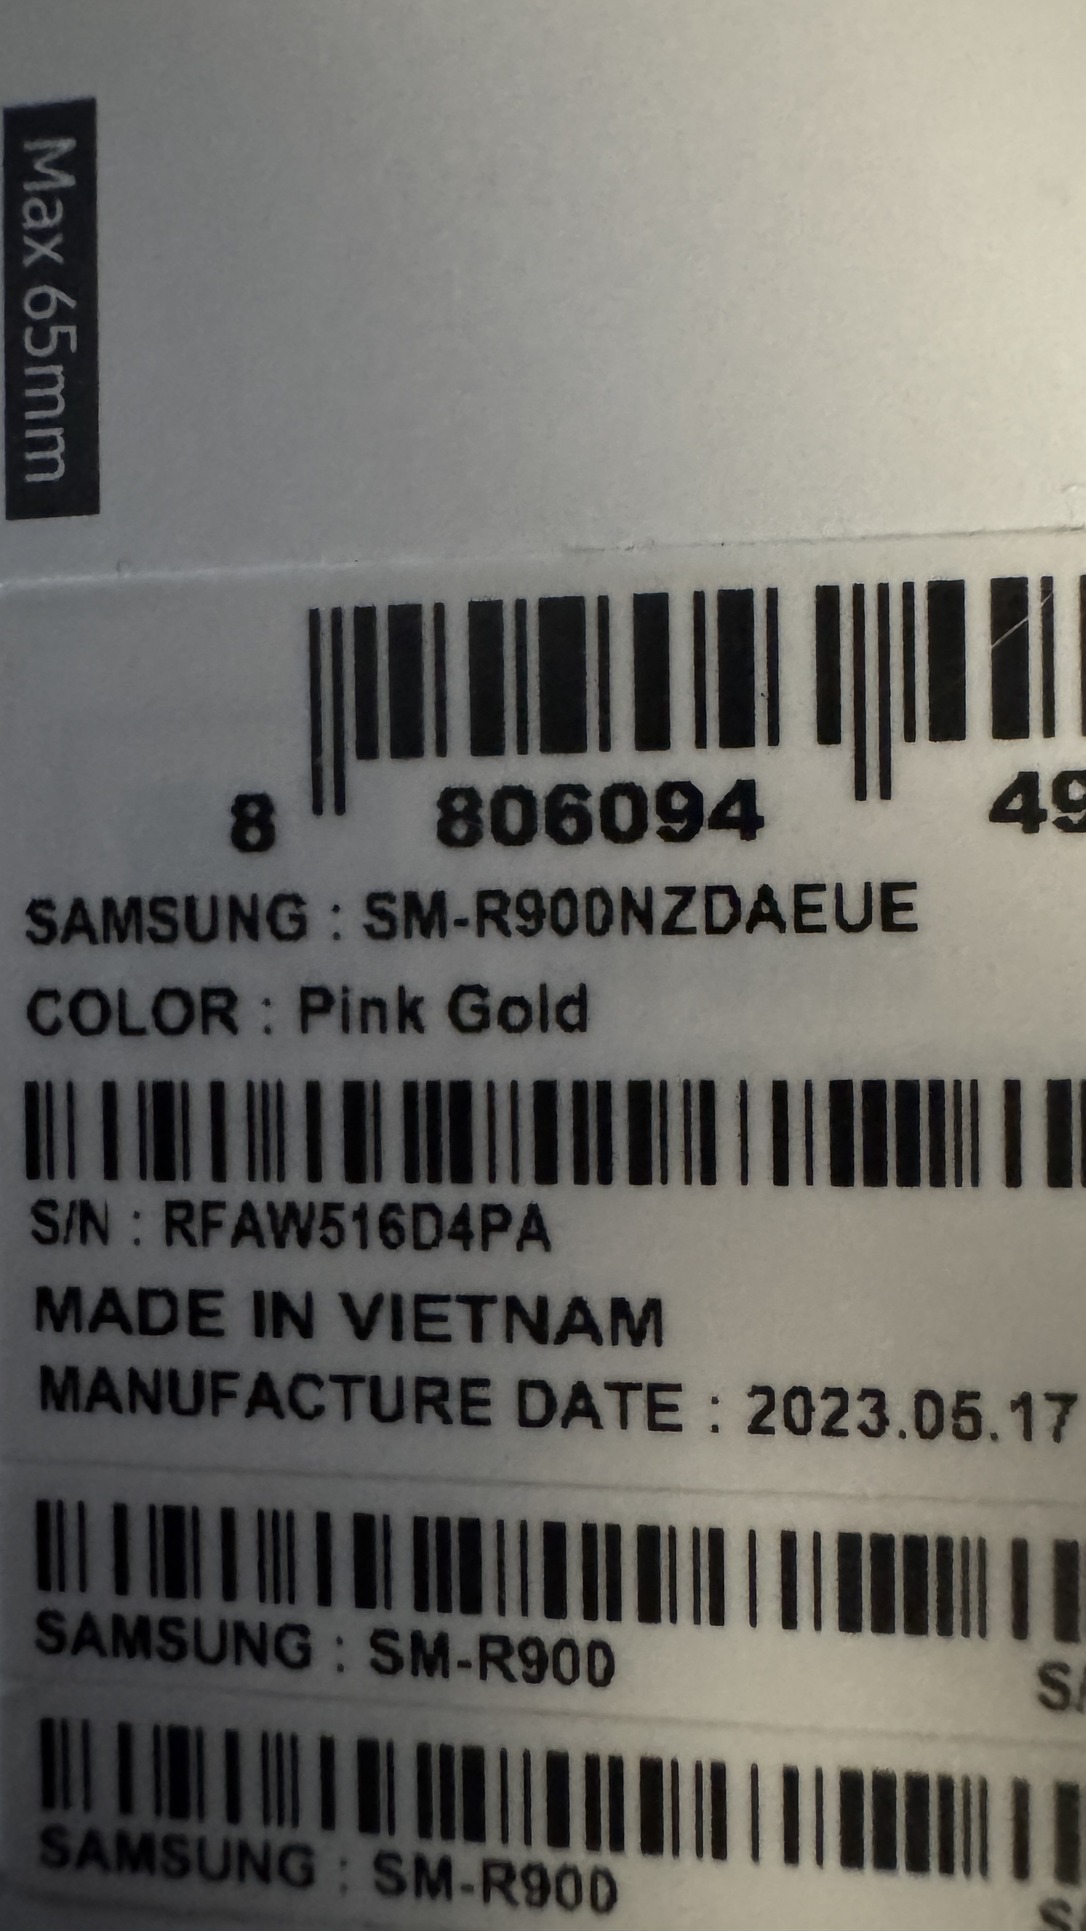 Max 65mm
8 806094 49
SAMSUNG : SM-R900NZDAEUE
COLOR : Pink Gold
S/N : RFAW516D4PA
MADE IN VIETNAM
MANUFACTURE DATE : 2023.05.17
SAMSUNG : SM-R900
SAMSUNG : SM-R900